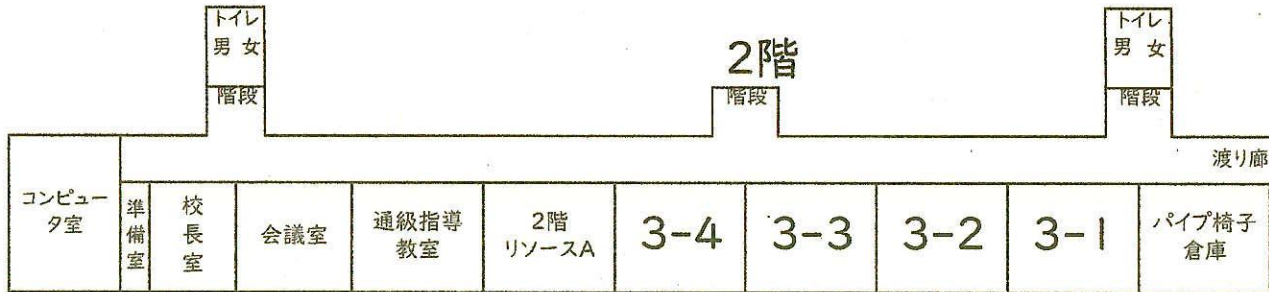 トイレ
男 女
階段
2階
階段
トイレ
男 女
階段
渡り廊
コンピュー
タ室
準備室
校長室
会議室
通級指導
教室
2階
リソースA
3-4
3-3
3-2
3-1
パイプ椅子
倉庫